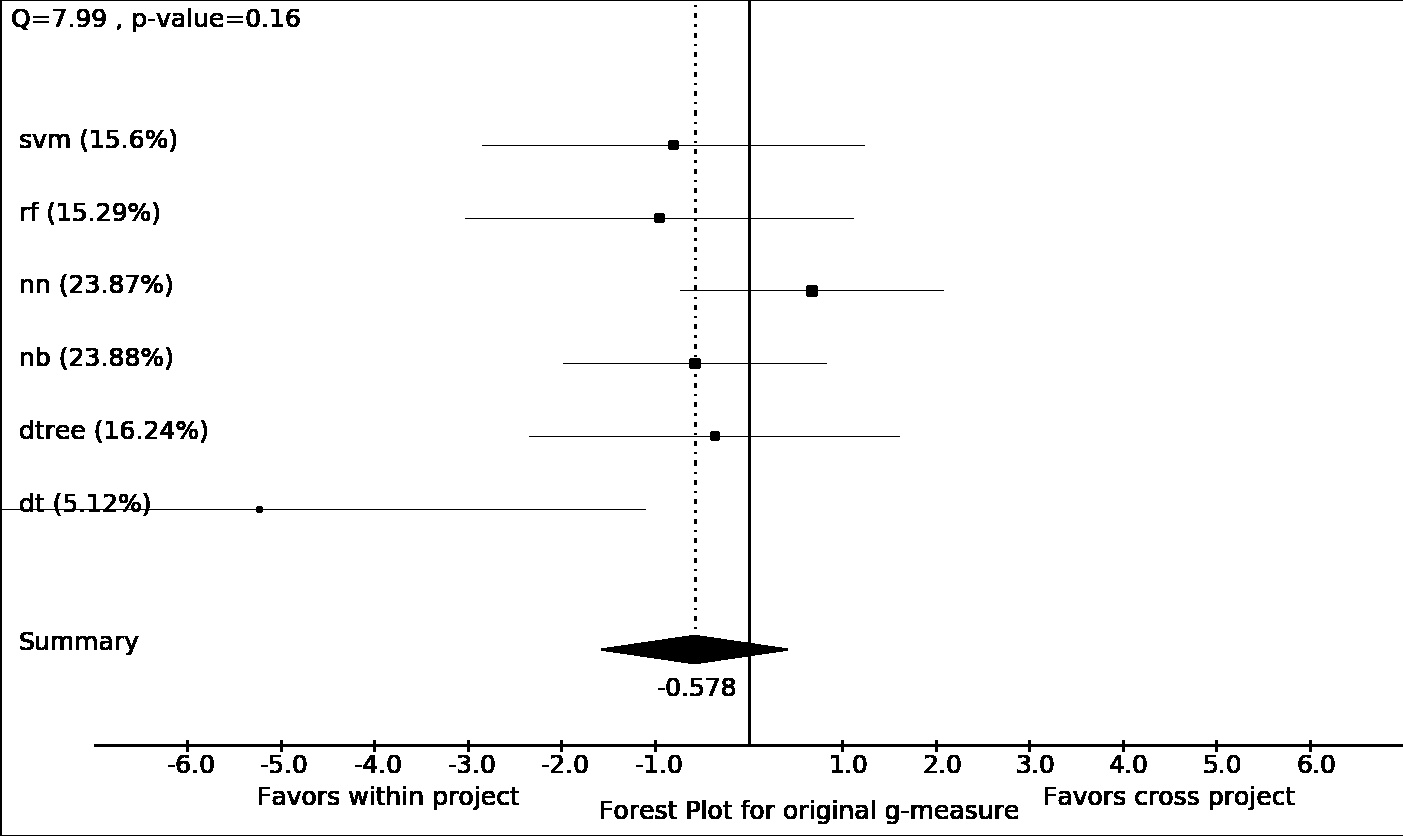 Q=7.99 , p-value=0.16
svm (15.6%)
rf (15.29%)
nn (23.87%)
nb (23.88%)
dtree (16.24%)
dt (5.12%)
Summary
-0.578
-6.0 -5.0 -4.0 -3.0 -2.0 -1.0 1.0 2.0 3.0 4.0 5.0 6.0
Favors within project Favors cross project
Forest Plot for original g-measure